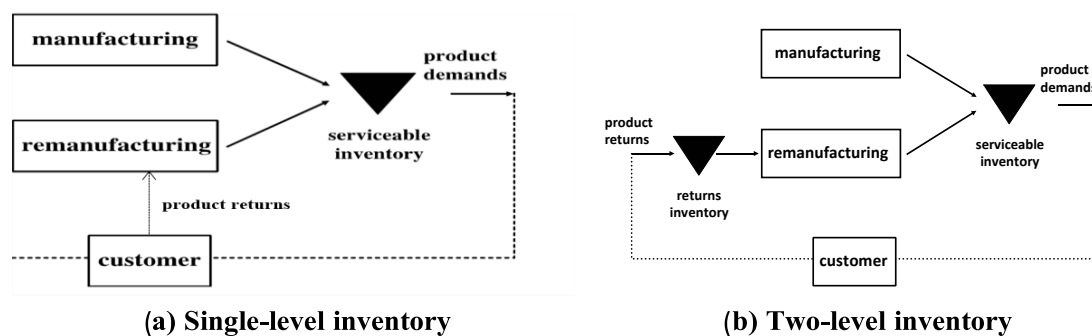 manufacturing
product
demands
remanufacturing
serviceable
inventory
product returns
customer
(a) Single-level inventory
manufacturing
product
demands
product
returns
remanufacturing
serviceable
inventory
returns
inventory
customer
(b) Two-level inventory